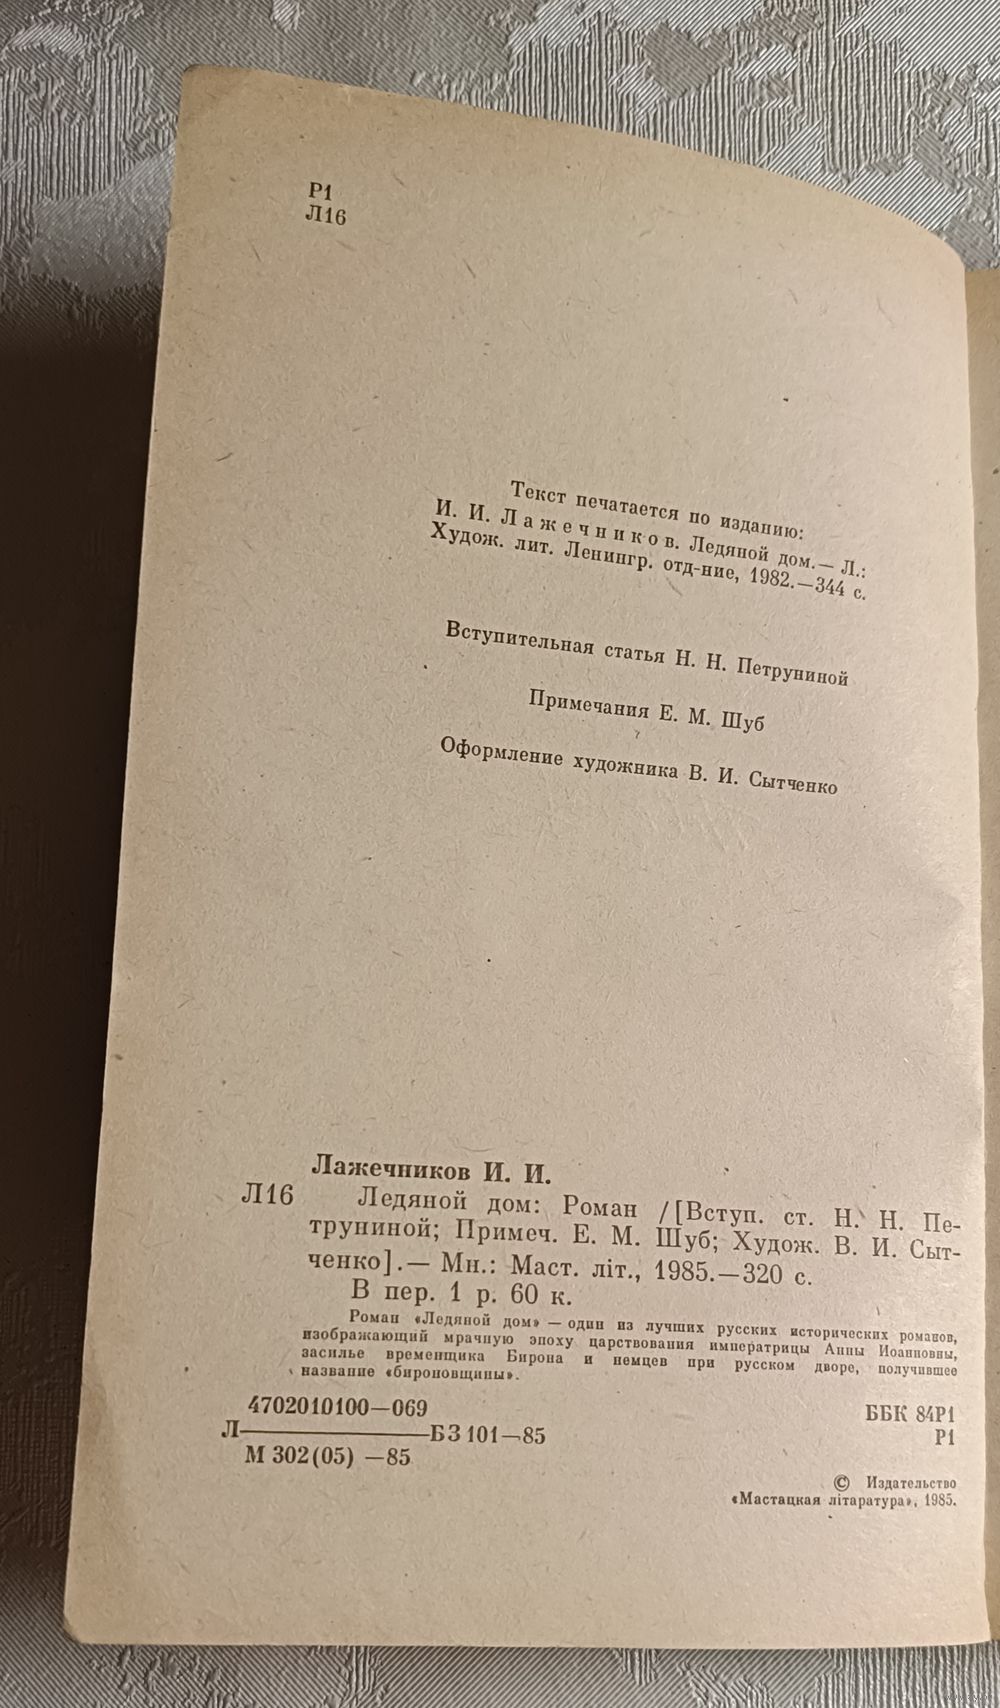 Р1
Л16
Текст печатается по изданию:
И. И. Лажечников. Ледяной дом.— Л.:
Худож. лит. Ленингр. отд-ние, 1982.—344 с.
Вступительная статья Н. Н. Петруниной
Примечания Е. М. Шуб
Оформление художника В. И. Сытченко
Лажечников И. И.
Л16 Ледяной дом: Роман /[Вступ. ст. Н. Н. Пе-
труниной; Примеч. Е. М. Шуб; Худож. В. И. Сыт-
ченко].— Мн.: Маст. літ., 1985.—320 с.
В пер. 1 р. 60 к.
Роман «Ледяной дом» — один из лучших русских исторических романов,
изображающий мрачную эпоху царствования императрицы Анны Иоанновны,
засилье временщика Бирона и немцев при русском дворе, получившее
название «бироновщины».
4702010100—069
Л————БЗ 101—85
М 302(05) —85
ББК 84Р1
Р1
© Издательство
«Мастацкая літаратура», 1985.